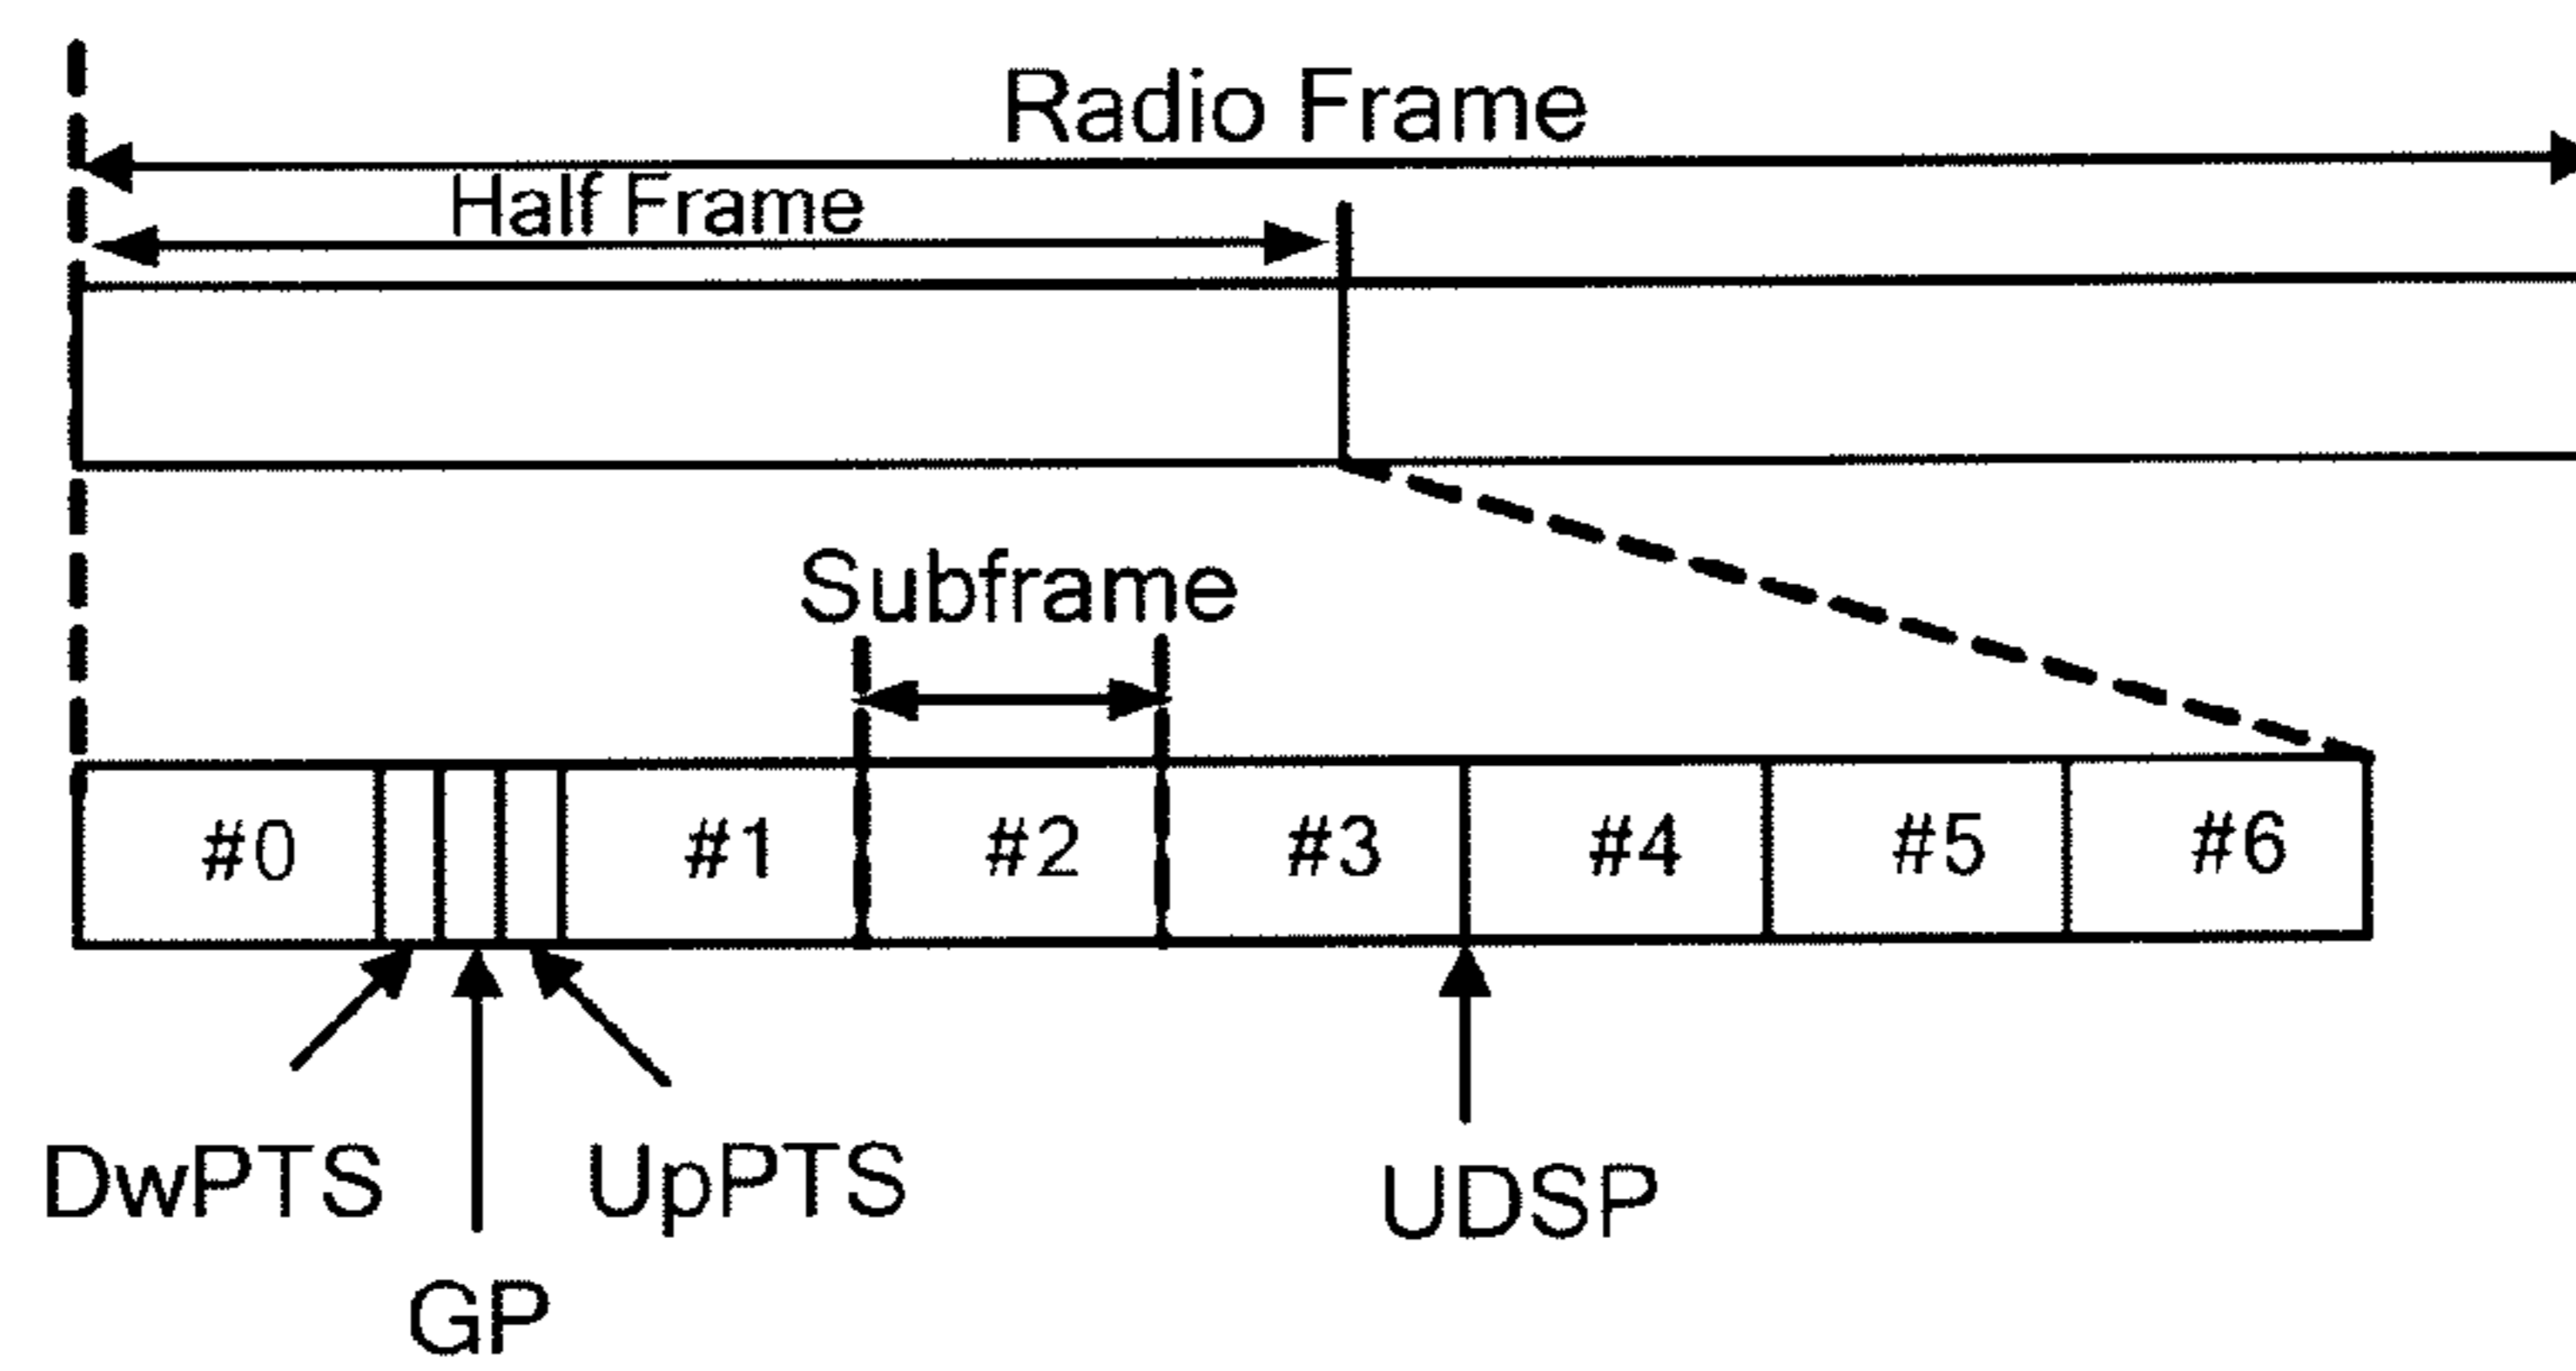 Radio Frame
Half Frame
Subframe
#0 #1 #2 #3 #4 #5 #6
DwPTS
UpPTS
UDSP
GP